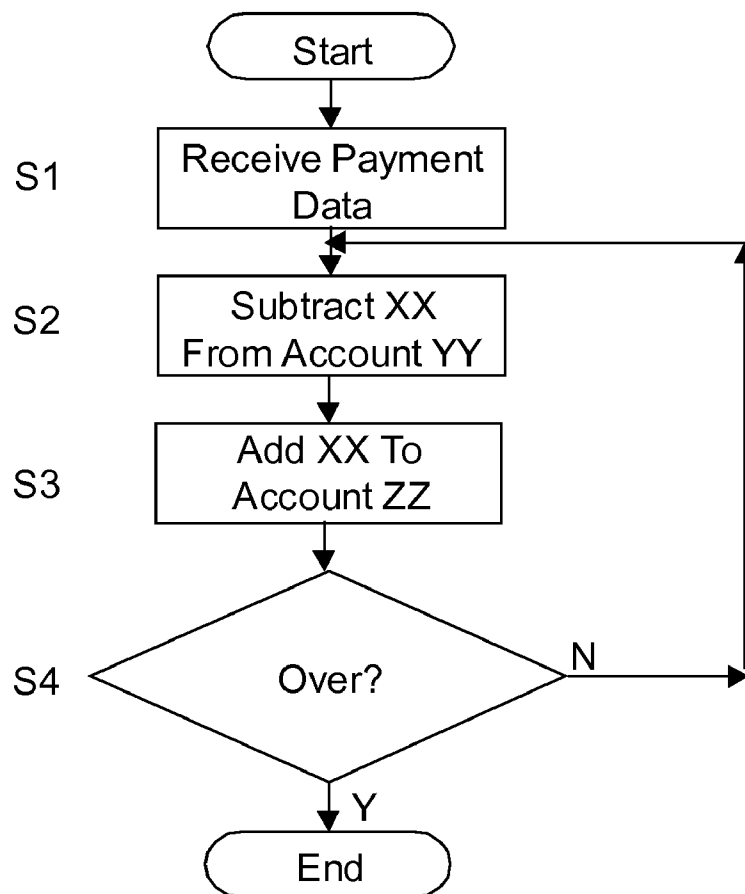 Start
S1
Receive Payment
Data
S2
Subtract XX
From Account YY
S3
Add XX To
Account ZZ
S4
Over?
N
Y
End